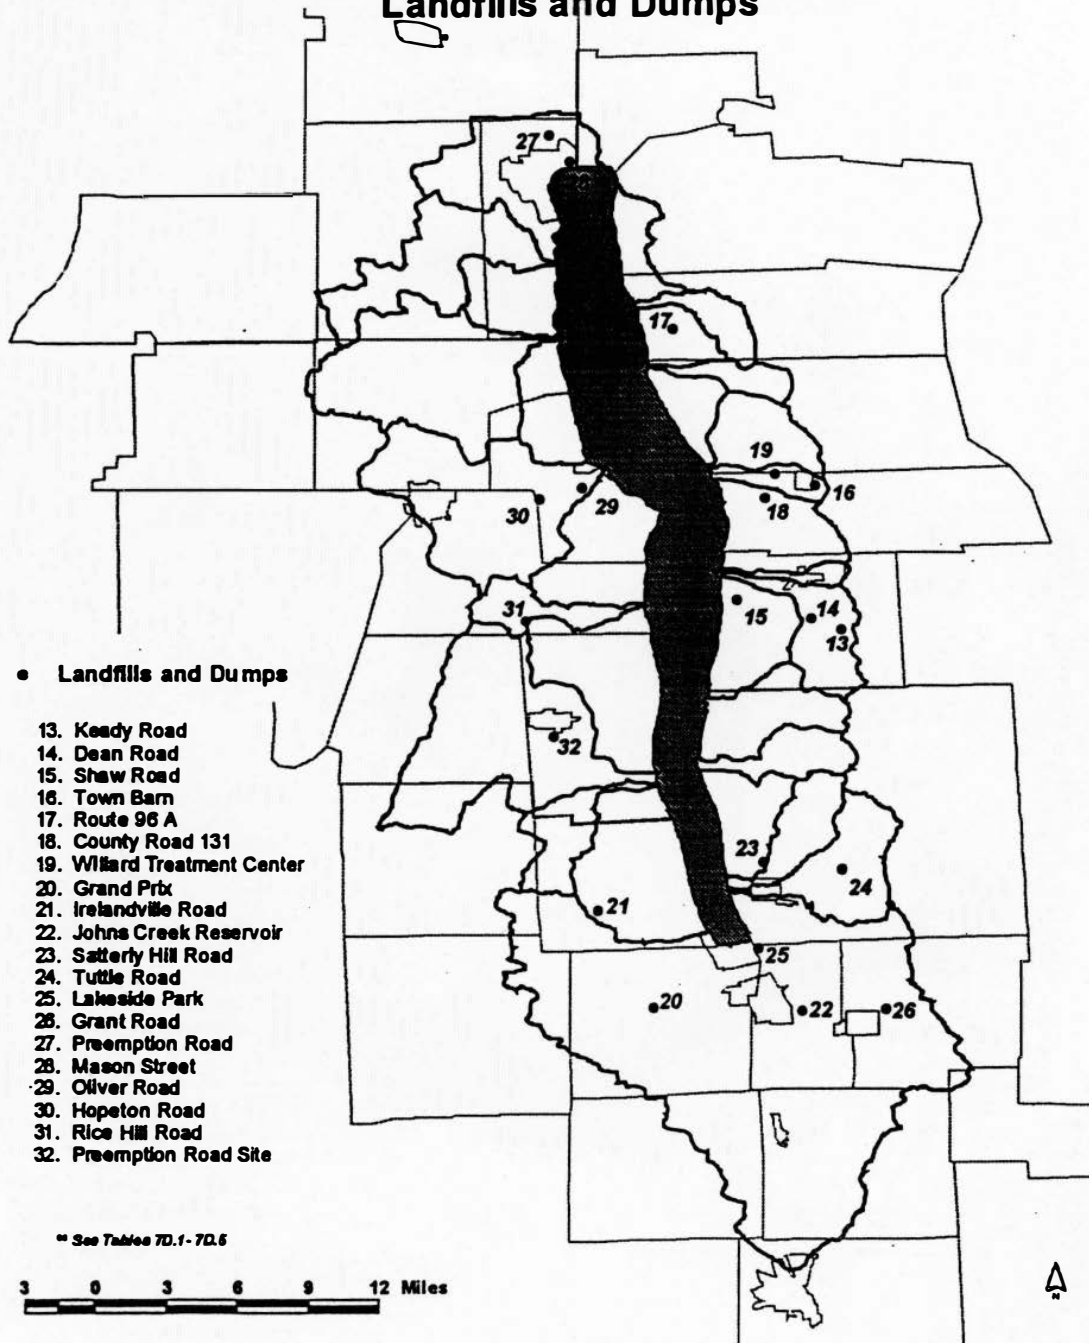 Landfills and Dumps
27
17
19
16
18
30
29
31
15
14
13
32
23
24
21
25
20
22
26
Landfills and Dumps
13. Keady Road
14. Dean Road
15. Shaw Road
16. Town Barn
17. Route 96 A
18. County Road 131
19. Willard Treatment Center
20. Grand Prix
21. Irelandville Road
22. Johns Creek Reservoir
23. Satterly Hill Road
24. Tuttle Road
25. Lakeside Park
26. Grant Road
27. Preemption Road
28. Mason Street
29. Oliver Road
30. Hopeton Road
31. Rice Hill Road
32. Preemption Road Site
** See Tables 7D.1 - 7D.5
3 0 3 6 9 12 Miles
N